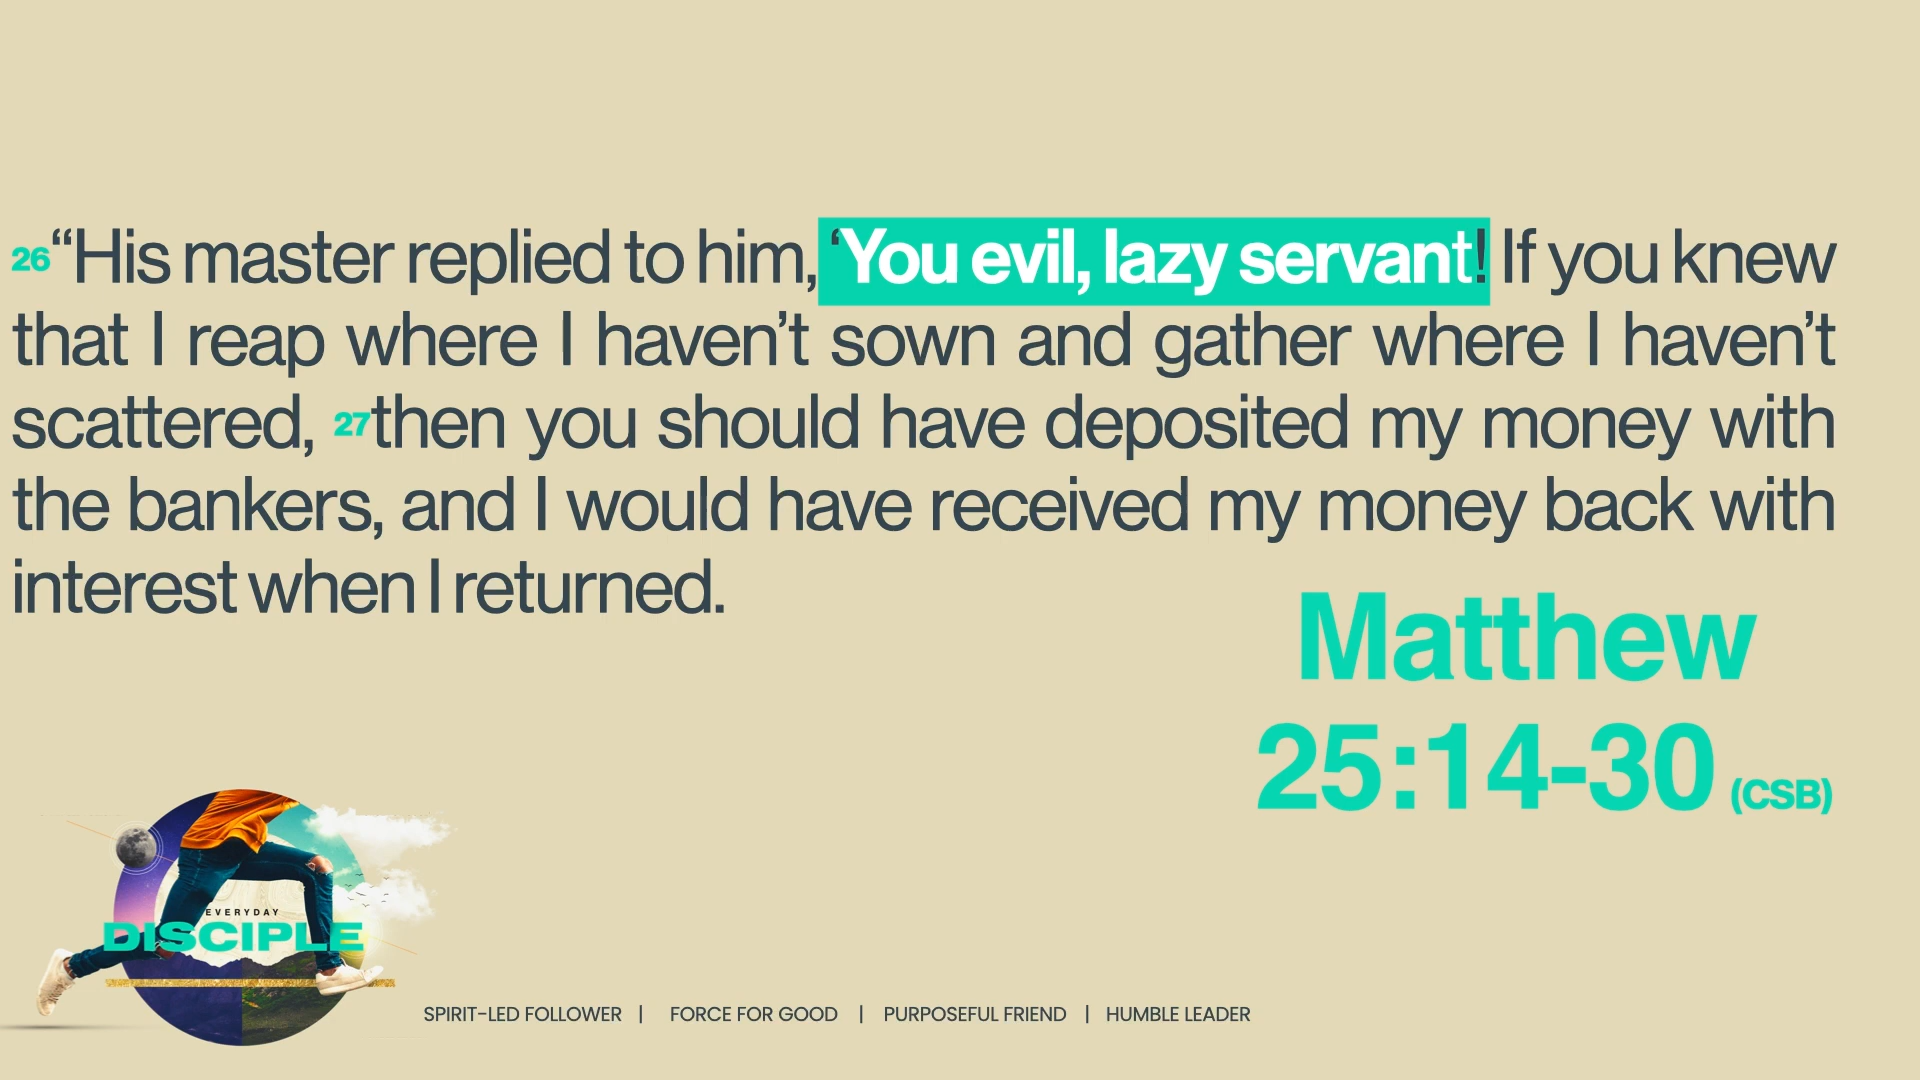 26“His master replied to him, ‘You evil, lazy servant! If you knew
that I reap where I haven’t sown and gather where I haven’t
scattered, 27then you should have deposited my money with
the bankers, and I would have received my money back with
interest when I returned.
Matthew
25:14-30 (CSB)
EVERYDAY
DISCIPLE
SPIRIT-LED FOLLOWER | FORCE FOR GOOD | PURPOSEFUL FRIEND | HUMBLE LEADER